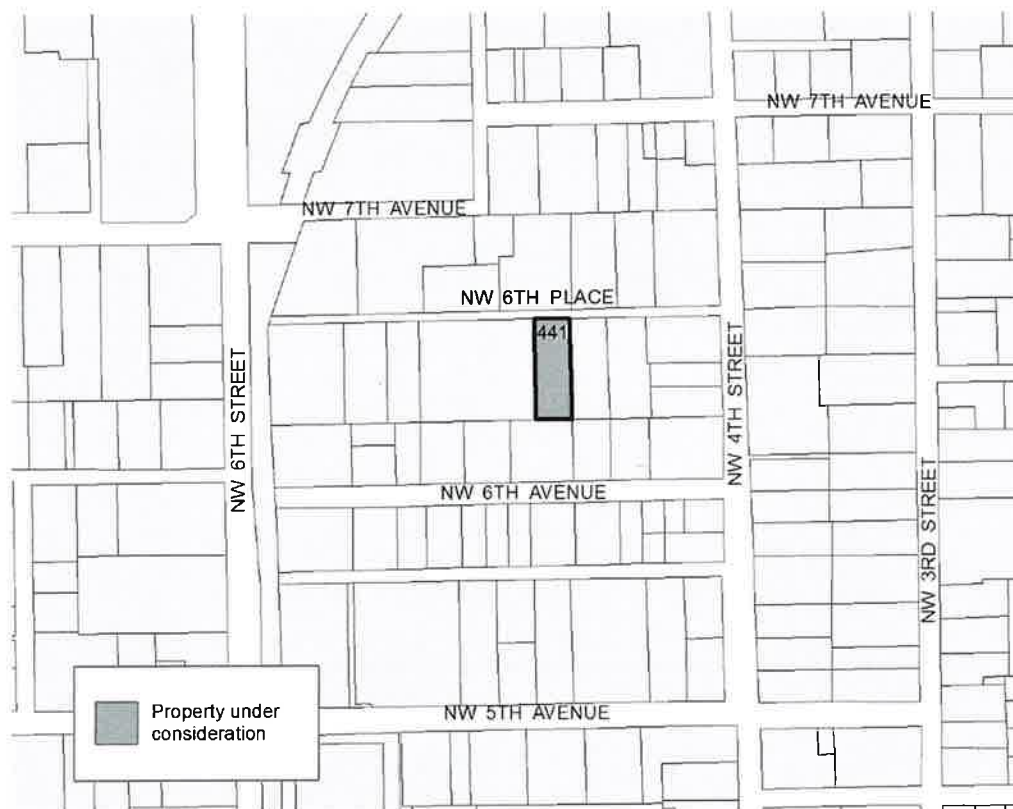 NW 7TH AVENUE
NW 7TH AVENUE
NW 6TH PLACE
441
NW 6TH STREET
NW 4TH STREET
NW 6TH AVENUE
NW 3RD STREET
NW 5TH AVENUE
Property under
consideration